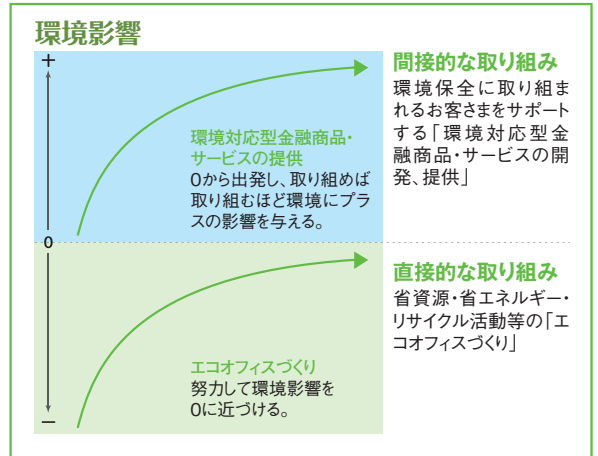 環境影響
+
環境対応型金融商品・
サービスの提供
0から出発し、取り組めば
取り組むほど環境にプラ
スの影響を与える。
間接的な取り組み
環境保全に取り組ま
れるお客さまをサポート
する「環境対応型金
融商品・サービスの開
発、提供」
0
エコオフィスづくり
努力して環境影響を
0に近づける。
−
直接的な取り組み
省資源・省エネルギー・
リサイクル活動等の「エ
コオフィスづくり」